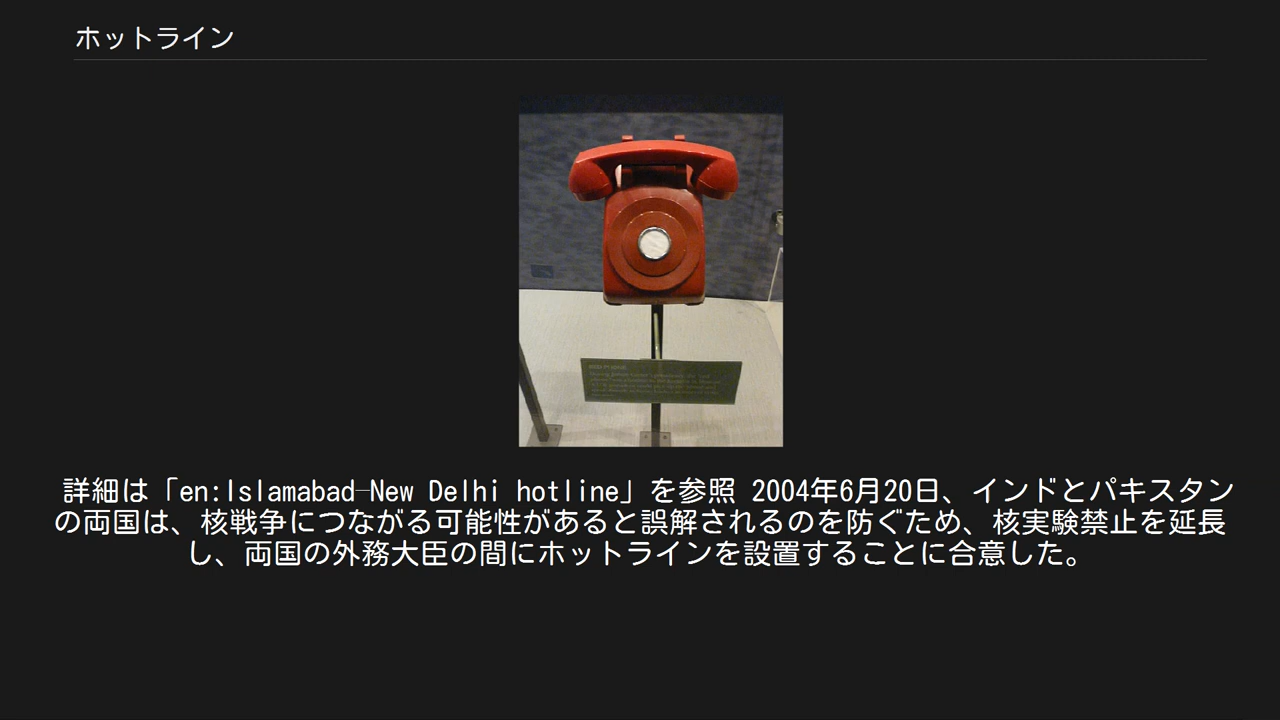 ホットライン
詳細は「en:Islamabad–New Delhi hotline」を参照 2004年6月20日、インドとパキスタン
の両国は、核戦争につながる可能性があると誤解されるのを防ぐため、核実験禁止を延長
し、両国の外務大臣の間にホットラインを設置することに合意した。